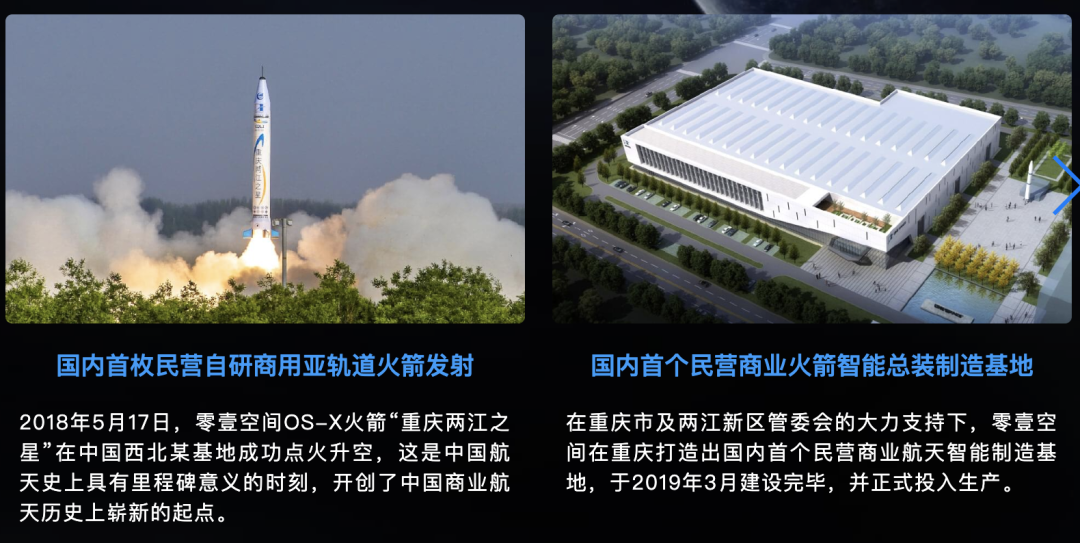 重庆两江之星
国内首枚民营自研商用亚轨道火箭发射
2018年5月17日，零壹空间OS-X火箭“重庆两江之
星”在中国西北某基地成功点火升空，这是中国航
天史上具有里程碑意义的时刻，开创了中国商业航
天历史上崭新的起点。
国内首个民营商业火箭智能总装制造基地
在重庆市及两江新区管委会的大力支持下，零壹空
间在重庆打造出国内首个民营商业航天智能制造基
地，于2019年3月建设完毕，并正式投入生产。